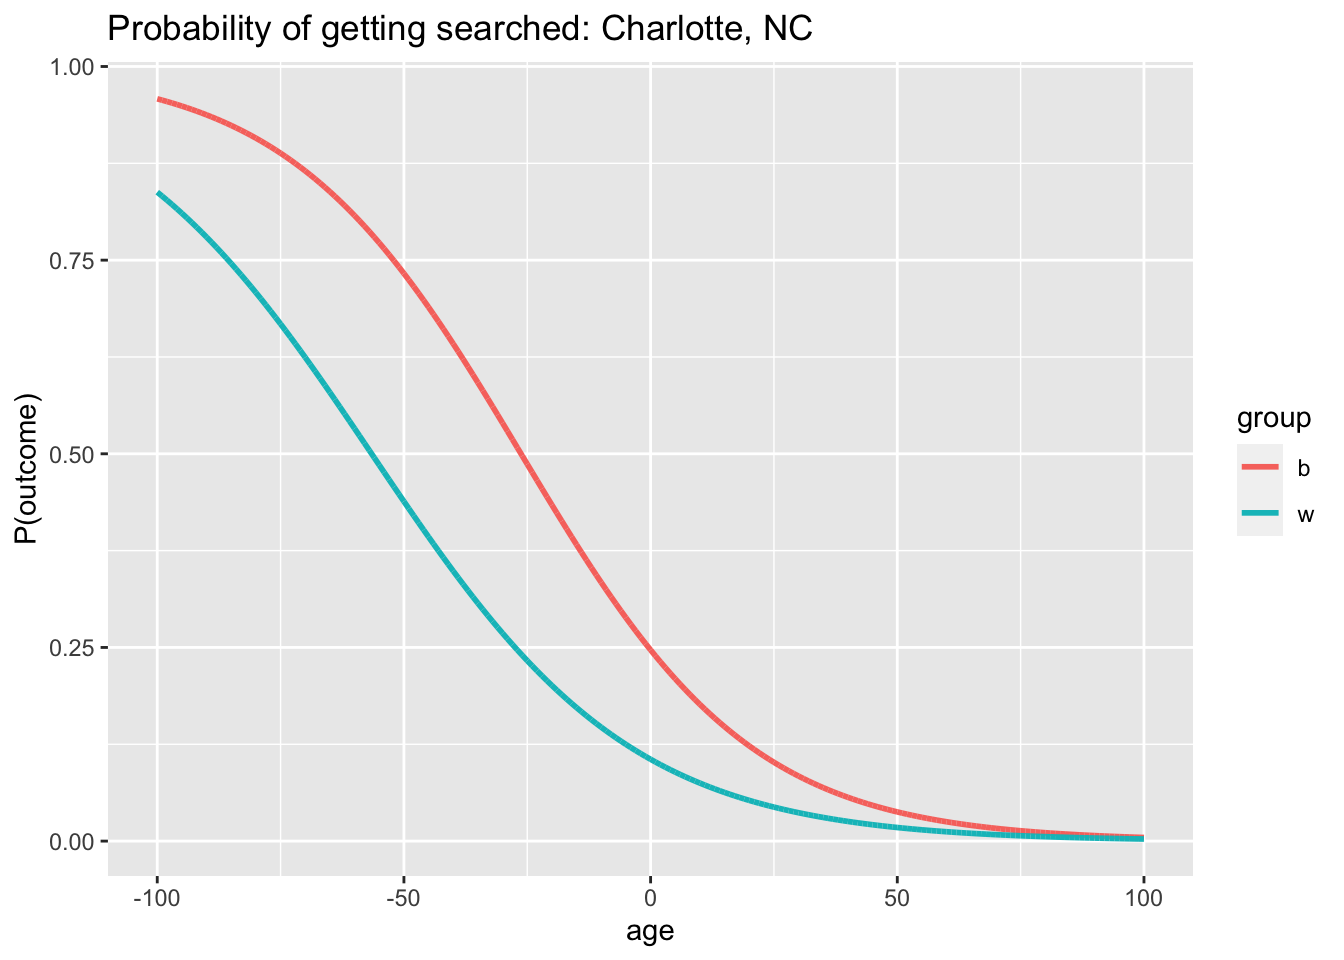 Probability of getting searched: Charlotte, NC
1.00
0.75
0.50
0.25
0.00
P(outcome)
-100
-50
0
50
100
age
group
b
w